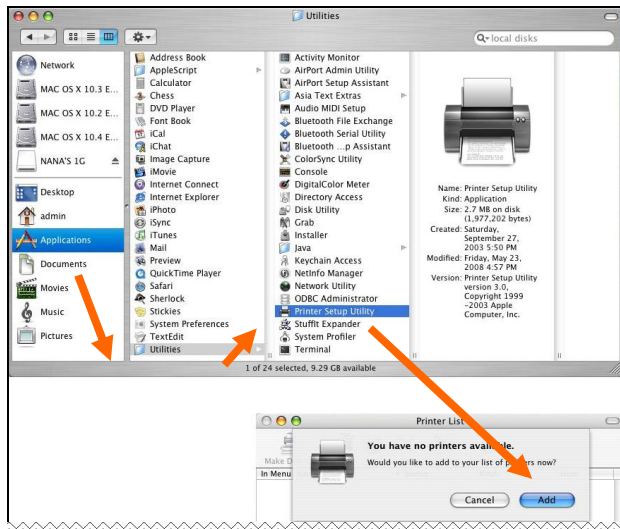 Utilities
local disks
Network
MAC OS X 10.3 E...
MAC OS X 10.2 E...
MAC OS X 10.4 E...
NANA'S 1G
Desktop
admin
Applications
Documents
Movies
Music
Pictures
Address Book
AppleScript
Calculator
Chess
DVD Player
Font Book
iCal
iChat
Image Capture
iMovie
Internet Connect
Internet Explorer
iPhoto
iSync
iTunes
Mail
Preview
QuickTime Player
Safari
Sherlock
Stickies
System Preferences
TextEdit
Utilities
Activity Monitor
AirPort Admin Utility
AirPort Setup Assistant
Asia Text Extras
Audio MIDI Setup
Bluetooth File Exchange
Bluetooth Serial Utility
Bluetooth ...p Assistant
ColorSync Utility
Console
DigitalColor Meter
Directory Access
Disk Utility
Grab
Installer
Java
Keychain Access
NetInfo Manager
Network Utility
ODBC Administrator
Printer Setup Utility
StuffIt Expander
System Profiler
Terminal
Name: Printer Setup Utility
Kind: Application
Size: 2.7 MB on disk
(1,977,202 bytes)
Created: Saturday,
September 27,
2003 5:50 PM
Modified: Friday, May 23,
2008 4:57 PM
Version: Printer Setup Utility
version 3.0,
Copyright 1999
-2003 Apple
Computer, Inc.
1 of 24 selected, 9.29 GB available
Printer List
Make D
In Menu
You have no printers available.
Would you like to add to your list of printers now?
Cancel
Add